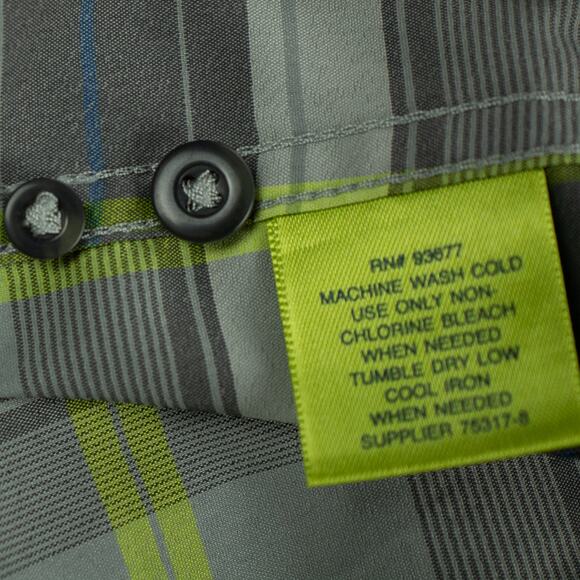 RN# 93677
MACHINE WASH COLD
USE ONLY NON-
CHLORINE BLEACH
WHEN NEEDED
TUMBLE DRY LOW
COOL IRON
WHEN NEEDED
SUPPLIER 75317-8